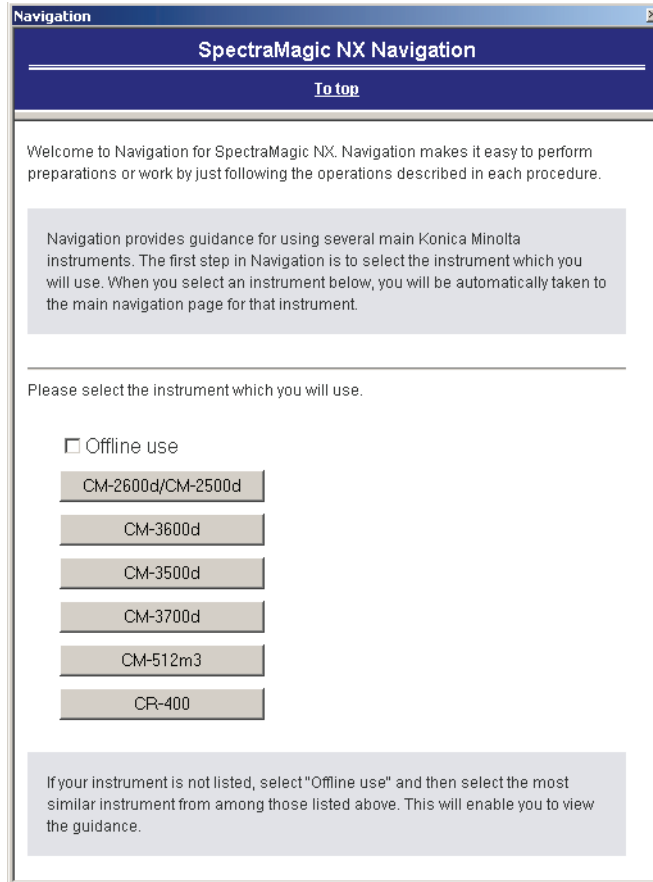 Navigation
SpectraMagic NX Navigation
To top
Welcome to Navigation for SpectraMagic NX. Navigation makes it easy to perform
preparations or work by just following the operations described in each procedure.
Navigation provides guidance for using several main Konica Minolta
instruments. The first step in Navigation is to select the instrument which you
will use. When you select an instrument below, you will be automatically taken to
the main navigation page for that instrument.
Please select the instrument which you will use.
Offline use
CM-2600d/CM-2500d
CM-3600d
CM-3500d
CM-3700d
CM-512m3
CR-400
If your instrument is not listed, select "Offline use" and then select the most
similar instrument from among those listed above. This will enable you to view
the guidance.